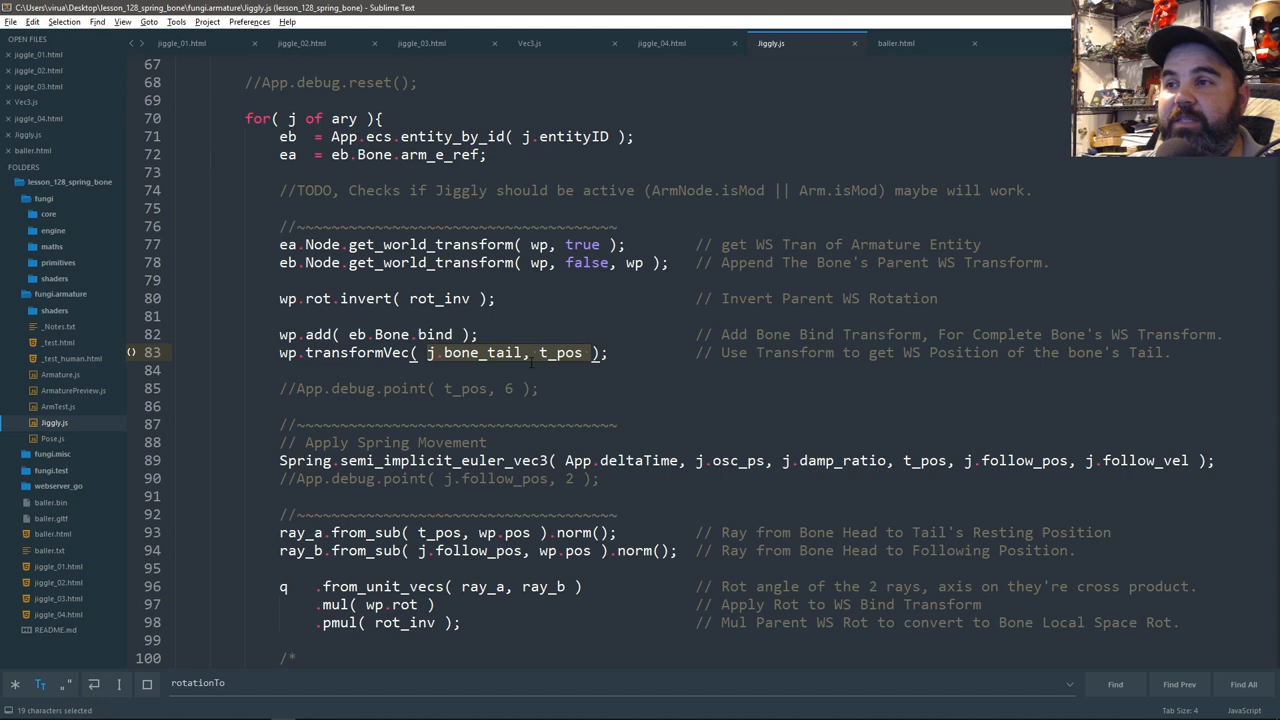 C:\Users\virua\Desktop\lesson_128_spring_bone\fungi.armature\Jiggly.js (lesson_128_spring_bone) - Sublime Text
File Edit Selection Find View Goto Tools Project Preferences Help
OPEN FILES
jiggle_01.html
jiggle_02.html
jiggle_03.html
Vec3.js
jiggle_04.html
Jiggly.js
baller.html
FOLDERS
lesson_128_spring_bone
fungi
core
engine
maths
primitives
shaders
fungi.armature
shaders
_Notes.txt
_test.html
_test_human.html
Armature.js
ArmaturePreview.js
ArmTest.js
Jiggly.js
Pose.js
fungi.misc
fungi.test
webserver_go
baller.bin
baller.gltf
baller.html
baller.txt
jiggle_01.html
jiggle_02.html
jiggle_03.html
jiggle_04.html
README.md
jiggle_01.html × jiggle_02.html × jiggle_03.html × Vec3.js × jiggle_04.html × Jiggly.js × baller.html ×
67
68 //App.debug.reset();
69
70 for( j of ary ){
71 eb = App.ecs.entity_by_id( j.entityID );
72 ea = eb.Bone.arm_e_ref;
73
74 //TODO, Checks if Jiggly should be active (ArmNode.isMod || Arm.isMod) maybe will work.
75
76 //~~~~~~~~~~~~~~~~~~~~~~~~~~~~~~~~~~~~~
77 ea.Node.get_world_transform( wp, true ); // get WS Tran of Armature Entity
78 eb.Node.get_world_transform( wp, false, wp ); // Append The Bone's Parent WS Transform.
79
80 wp.rot.invert( rot_inv ); // Invert Parent WS Rotation
81
82 wp.add( eb.Bone.bind ); // Add Bone Bind Transform, For Complete Bone's WS Transform.
() 83 wp.transformVec( j.bone_tail, t_pos ); // Use Transform to get WS Position of the bone's Tail.
84
85 //App.debug.point( t_pos, 6 );
86
87 //~~~~~~~~~~~~~~~~~~~~~~~~~~~~~~~~~~~~~
88 // Apply Spring Movement
89 Spring.semi_implicit_euler_vec3( App.deltaTime, j.osc_ps, j.damp_ratio, t_pos, j.follow_pos, j.follow_vel );
90 //App.debug.point( j.follow_pos, 2 );
91
92 //~~~~~~~~~~~~~~~~~~~~~~~~~~~~~~~~~~~~~
93 ray_a.from_sub( t_pos, wp.pos ).norm(); // Ray from Bone Head to Tail's Resting Position
94 ray_b.from_sub( j.follow_pos, wp.pos ).norm(); // Ray from Bone Head to Following Position.
95
96 q .from_unit_vecs( ray_a, ray_b ) // Rot angle of the 2 rays, axis on they're cross product.
97 .mul( wp.rot ) // Apply Rot to WS Bind Transform
98 .pmul( rot_inv ); // Mul Parent WS Rot to convert to Bone Local Space Rot.
99
100 /*
rotationTo
Find Find Prev Find All
19 characters selected Tab Size: 4 JavaScript